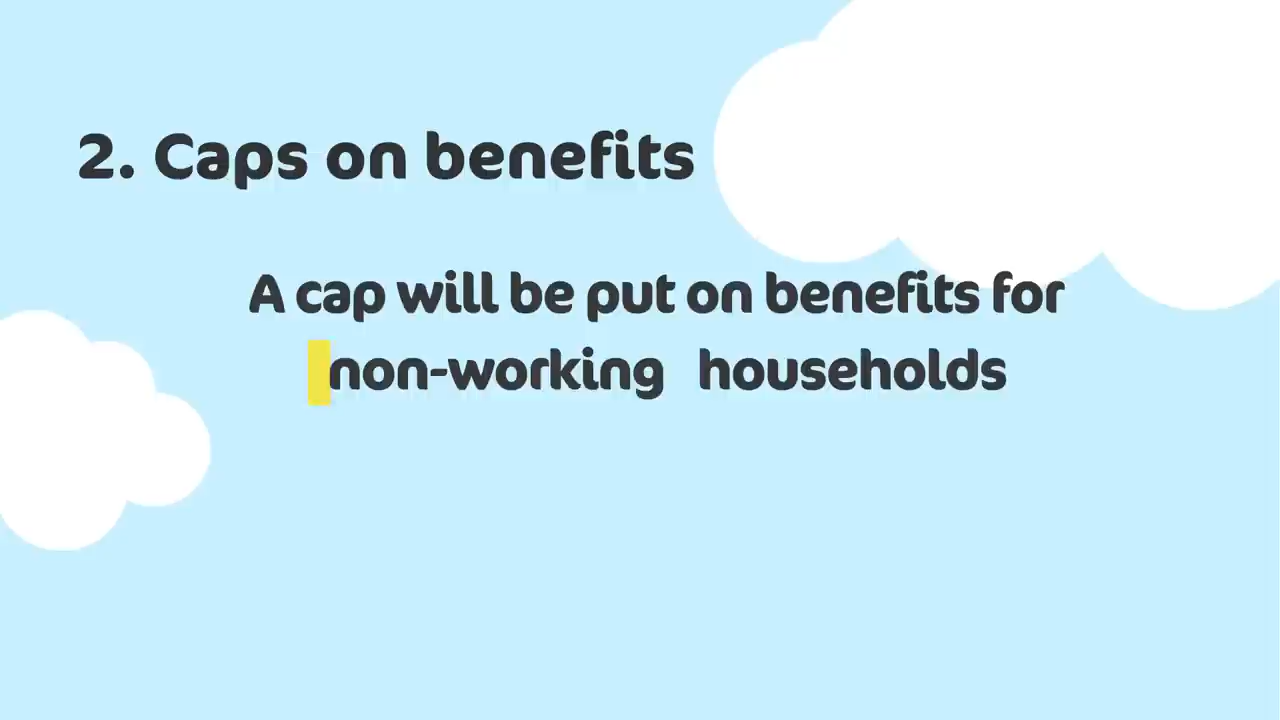 2. Caps on benefits
A cap will be put on benefits for
non-working households